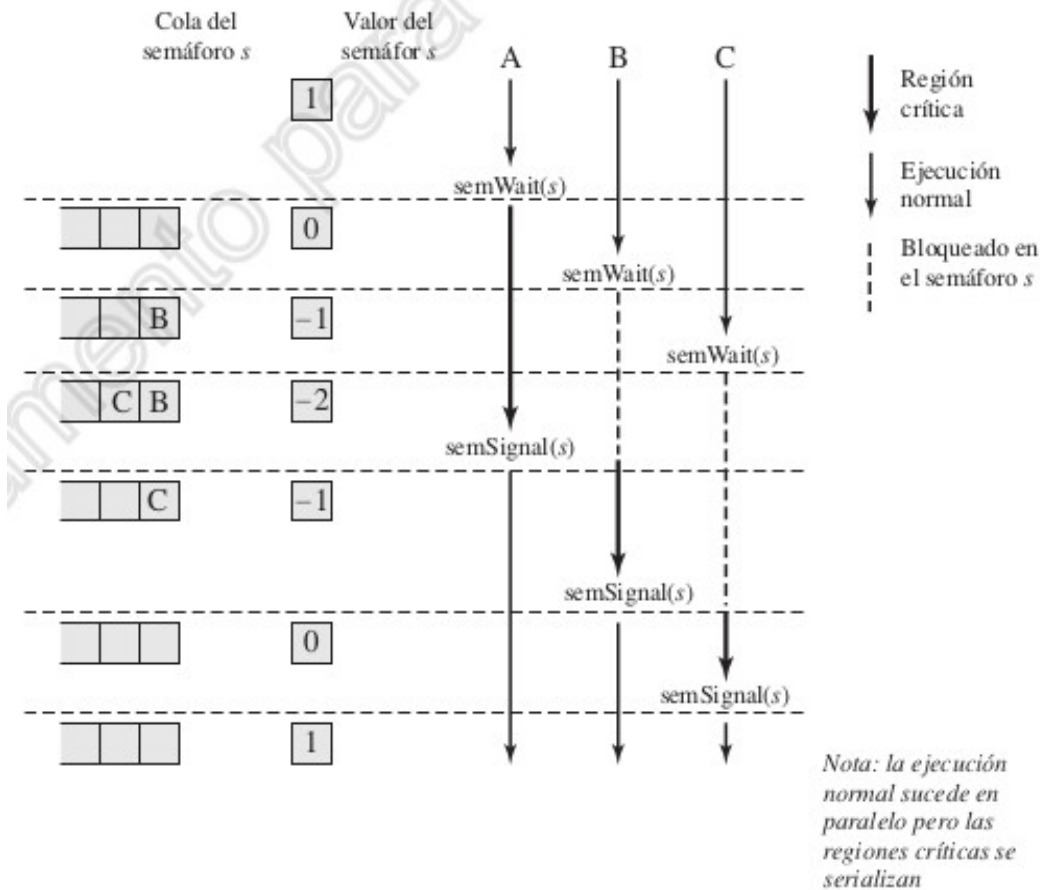 Cola del
semáforo s
Valor del
semáfor s
A
B
C
1
Región
crítica
Ejecución
normal
Bloqueado en
el semáforo s
semWait(s)
0
semWait(s)
B
−1
semWait(s)
C B
−2
semSignal(s)
C
−1
semSignal(s)
0
semSignal(s)
1
Nota: la ejecución
normal sucede en
paralelo pero las
regiones críticas se
serializan
amento para